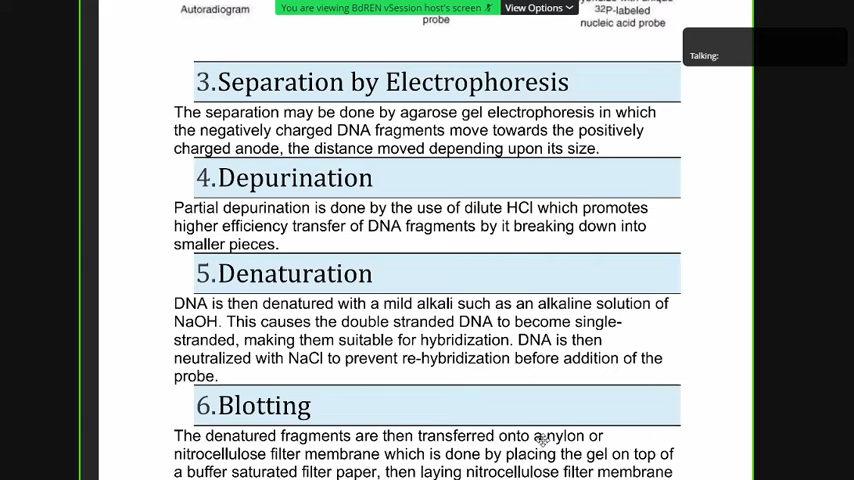 You are viewing BdREN vSession host's screen
View Options
Autoradiogram
probe
32P-labeled
nucleic acid probe
Talking:
3.Separation by Electrophoresis
The separation may be done by agarose gel electrophoresis in which
the negatively charged DNA fragments move towards the positively
charged anode, the distance moved depending upon its size.
4.Depurination
Partial depurination is done by the use of dilute HCl which promotes
higher efficiency transfer of DNA fragments by it breaking down into
smaller pieces.
5.Denaturation
DNA is then denatured with a mild alkali such as an alkaline solution of
NaOH. This causes the double stranded DNA to become single-
stranded, making them suitable for hybridization. DNA is then
neutralized with NaCl to prevent re-hybridization before addition of the
probe.
6.Blotting
The denatured fragments are then transferred onto a nylon or
nitrocellulose filter membrane which is done by placing the gel on top of
a buffer saturated filter paper, then laying nitrocellulose filter membrane